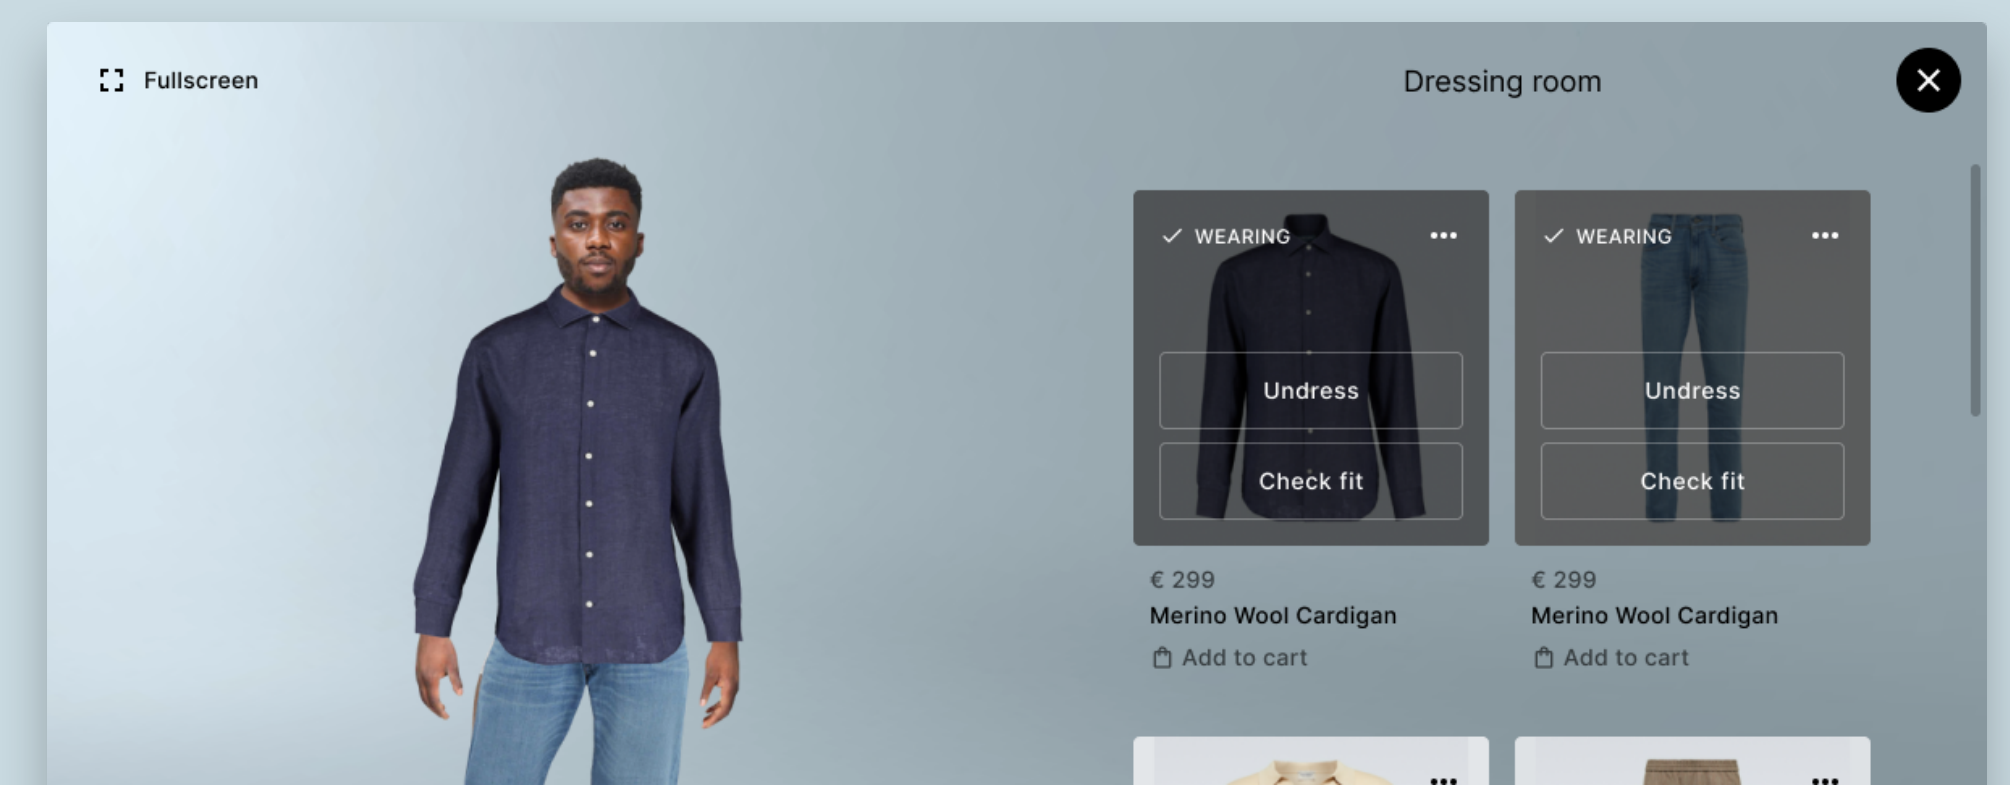 Fullscreen
Dressing room
WEARING
WEARING
Undress
Undress
Check fit
Check fit
€ 299
€ 299
Merino Wool Cardigan
Merino Wool Cardigan
Add to cart
Add to cart